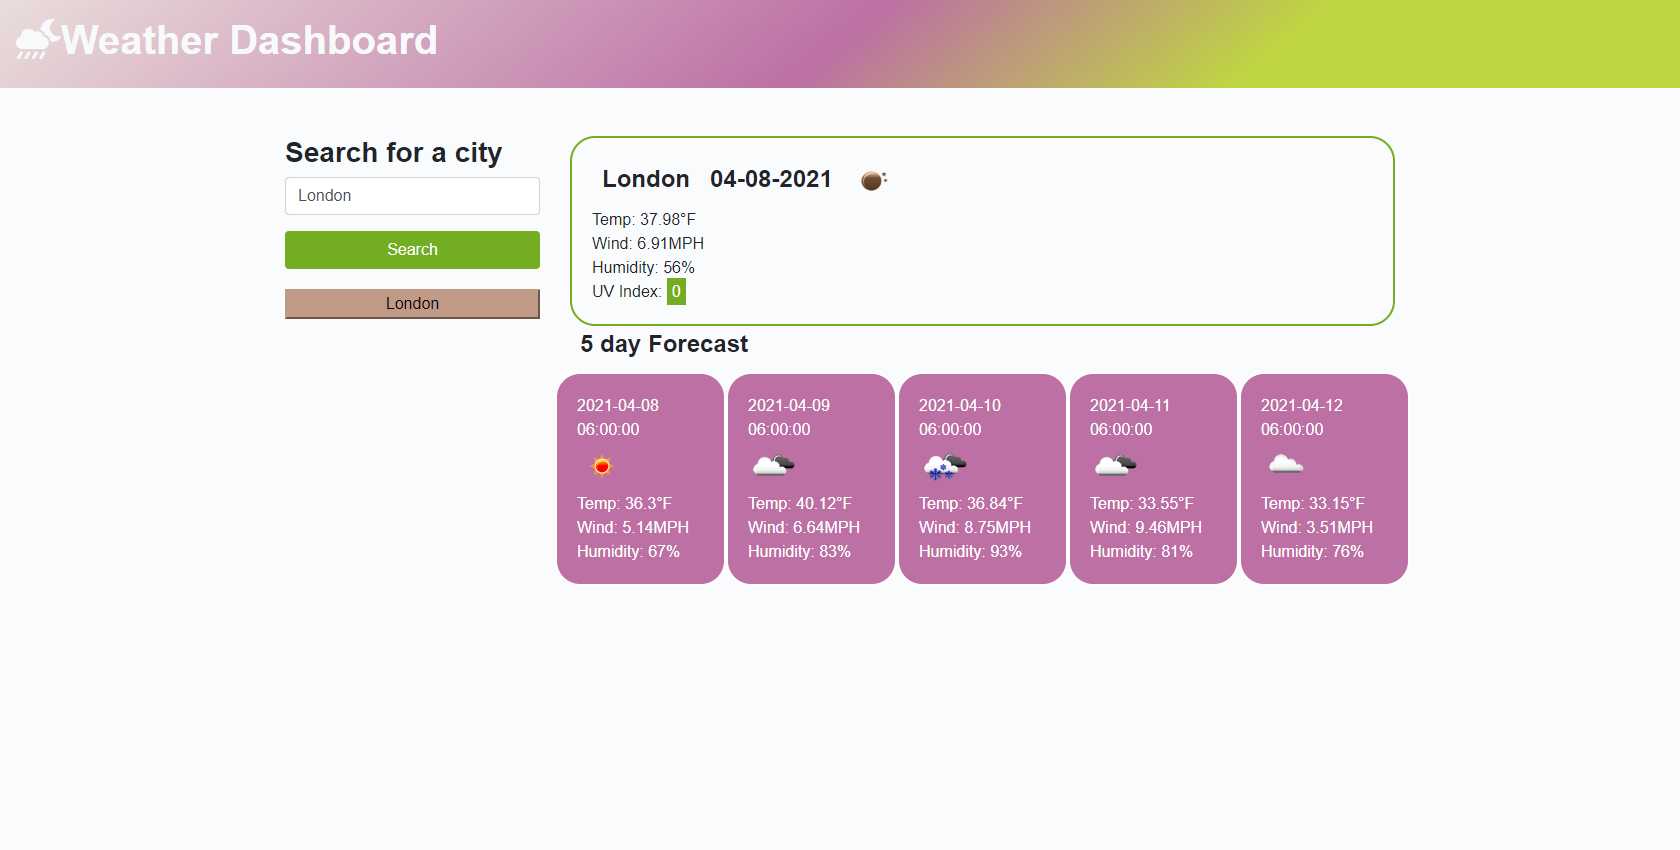 Weather Dashboard
Search for a city
London
Search
London
London 04-08-2021
Temp: 37.98°F
Wind: 6.91MPH
Humidity: 56%
UV Index: 0
5 day Forecast
2021-04-08
06:00:00
Temp: 36.3°F
Wind: 5.14MPH
Humidity: 67%
2021-04-09
06:00:00
Temp: 40.12°F
Wind: 6.64MPH
Humidity: 83%
2021-04-10
06:00:00
Temp: 36.84°F
Wind: 8.75MPH
Humidity: 93%
2021-04-11
06:00:00
Temp: 33.55°F
Wind: 9.46MPH
Humidity: 81%
2021-04-12
06:00:00
Temp: 33.15°F
Wind: 3.51MPH
Humidity: 76%